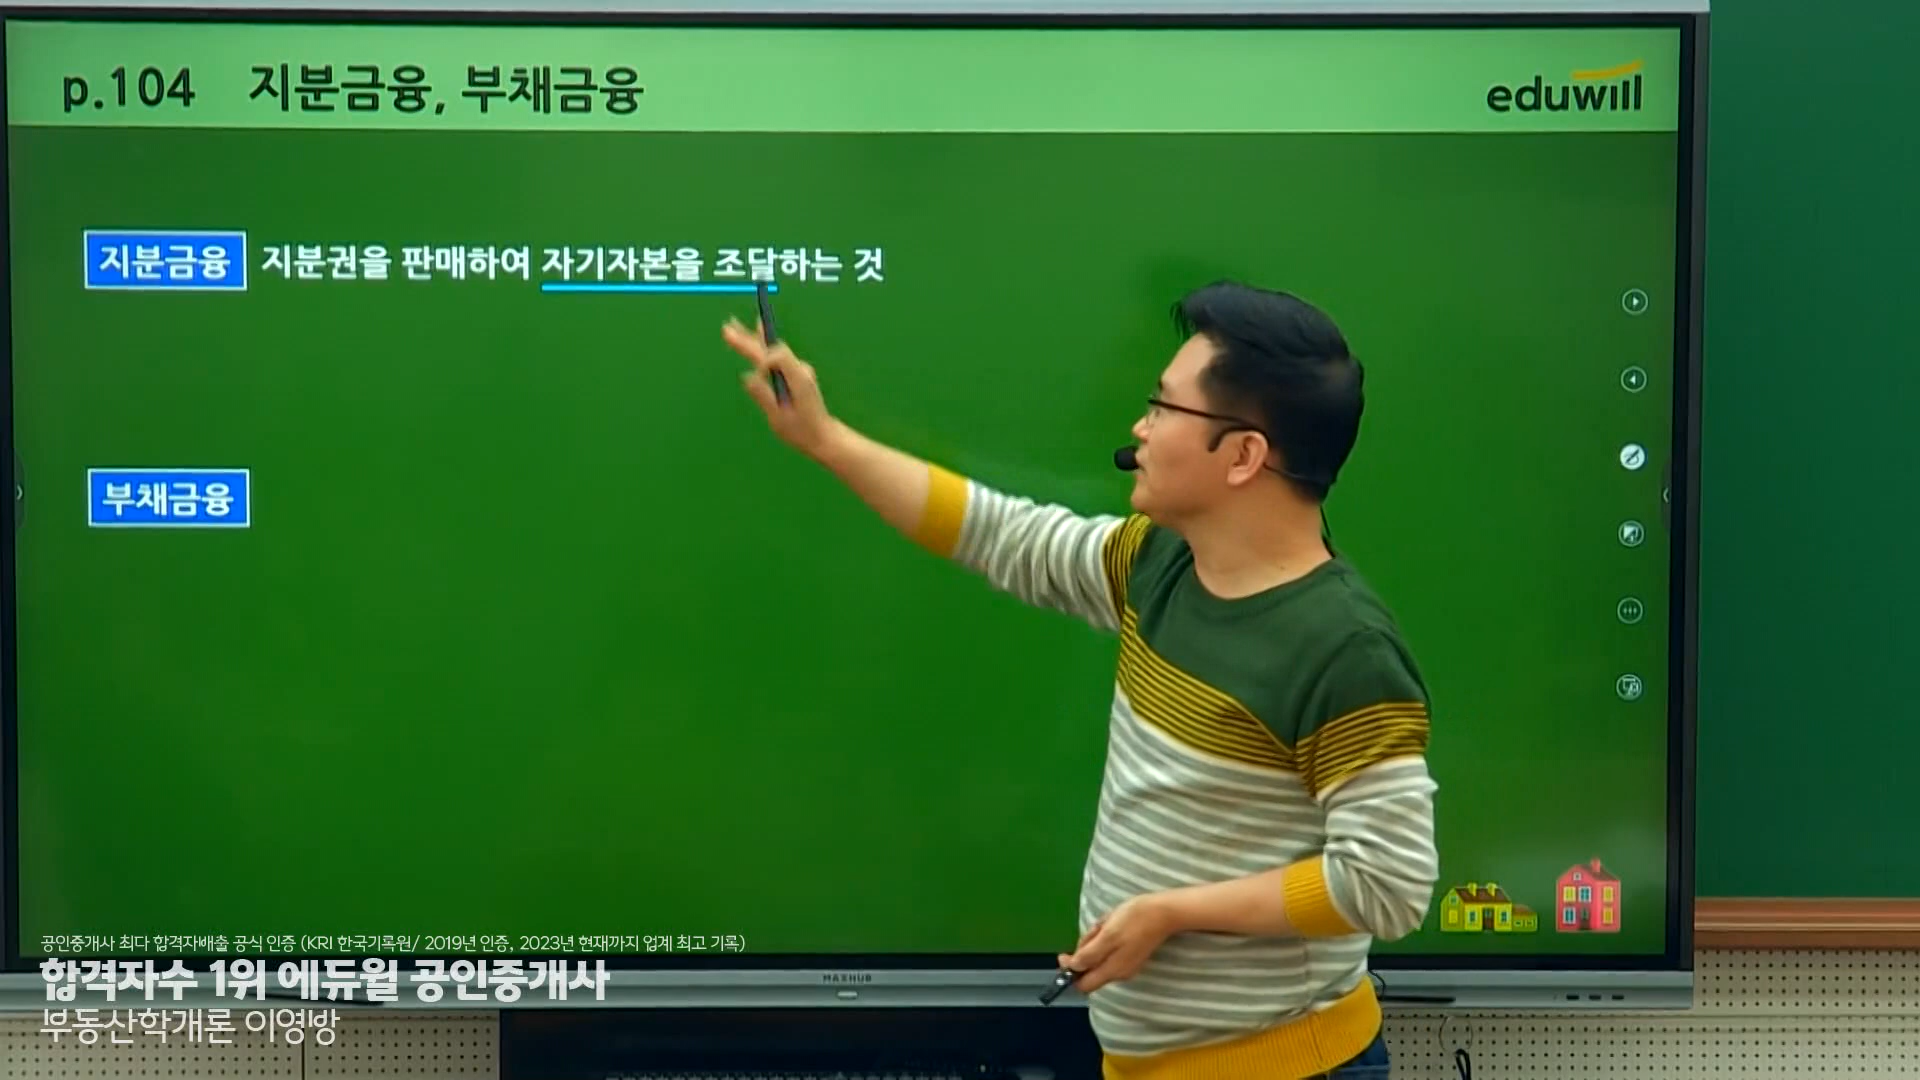 p.104 지분금융, 부채금융
eduwill
지분금융 지분권을 판매하여 자기자본을 조달하는 것
부채금융
공인중개사 최다 합격자배출 공식 인증 (KRI 한국기록원/ 2019년 인증, 2023년 현재까지 업계 최고 기록)
합격자수 1위 에듀윌 공인중개사
부동산학개론 이영방
MAXHUB